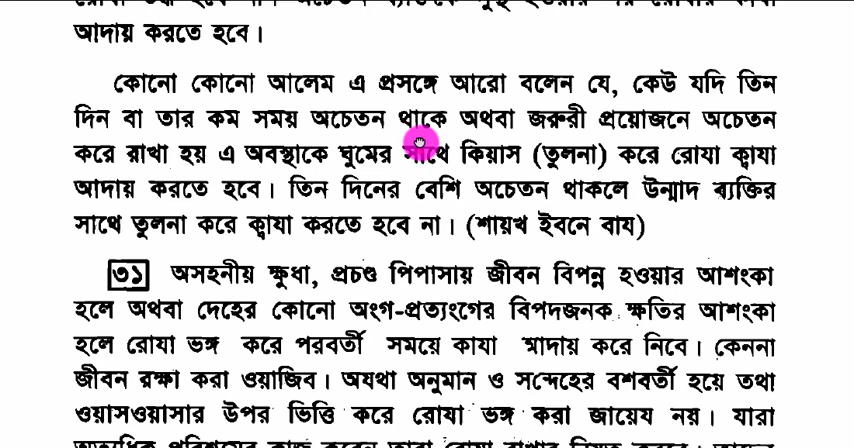 আদায় করতে হবে।
কোনো কোনো আলেম এ প্রসঙ্গে আরো বলেন যে, কেউ যদি তিন
দিন বা তার কম সময় অচেতন থাকে অথবা জরুরী প্রয়োজনে অচেতন
করে রাখা হয় এ অবস্থাকে ঘুমের সাথে কিয়াস (তুলনা) করে রোযা ক্বাযা
আদায় করতে হবে। তিন দিনের বেশি অচেতন থাকলে উন্মাদ ব্যক্তির
সাথে তুলনা করে ক্বাযা করতে হবে না। (শায়খ ইবনে বায)
৩১ অসহনীয় ক্ষুধা, প্রচণ্ড পিপাসায় জীবন বিপন্ন হওয়ার আশংকা
হলে অথবা দেহের কোনো অংগ-প্রত্যংগের বিপদজনক ক্ষতির আশংকা
হলে রোযা ভঙ্গ করে পরবর্তী সময়ে কাযা আদায় করে নিবে। কেননা
জীবন রক্ষা করা ওয়াজিব। অযথা অনুমান ও সন্দেহের বশবর্তী হয়ে তথা
ওয়াসওয়াসার উপর ভিত্তি করে রোযা ভঙ্গ করা জায়েয নয়। যারা